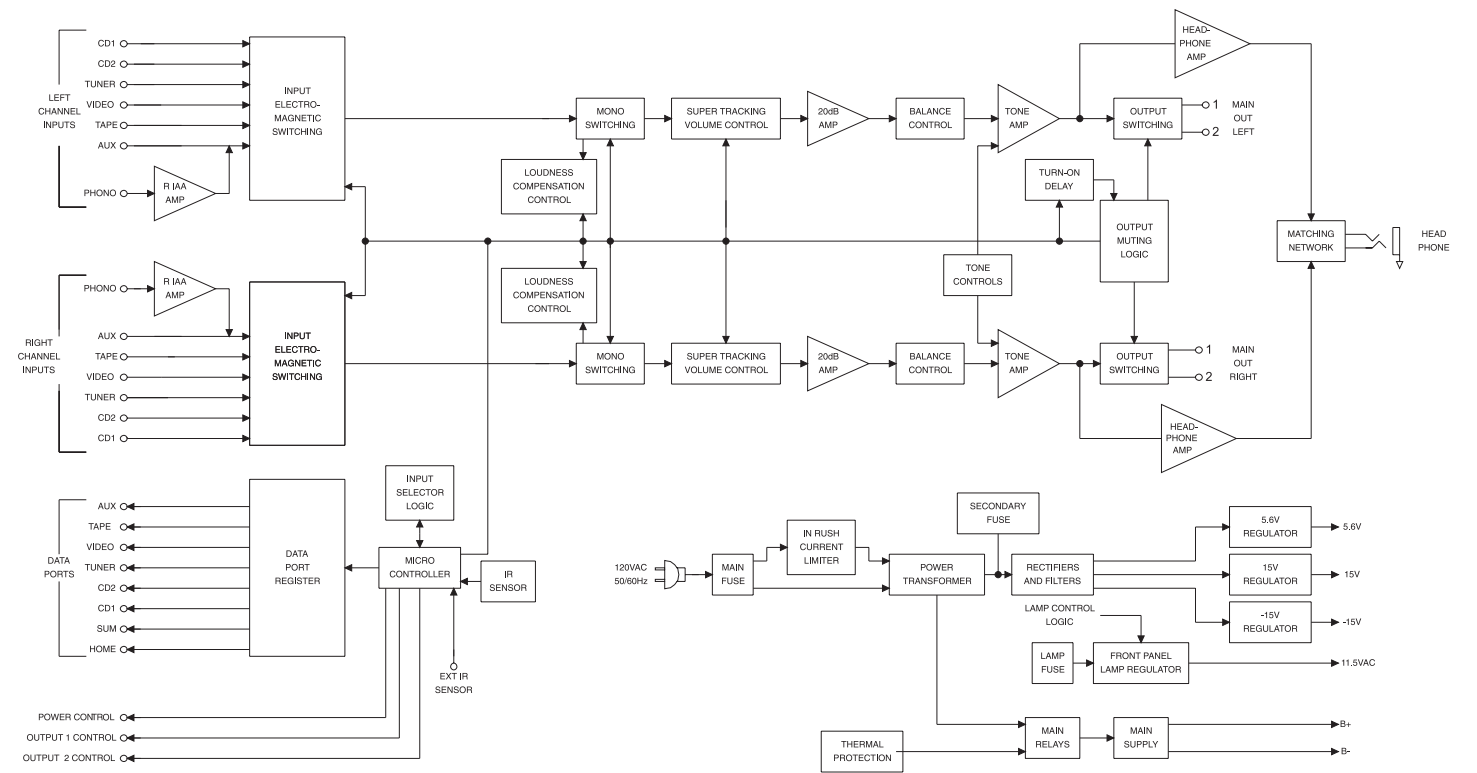 LEFT
CHANNEL
INPUTS
CD1
CD2
TUNER
VIDEO
TAPE
AUX
PHONO
R IAA
AMP
INPUT
ELECTRO-
MAGNETIC
SWITCHING
MONO
SWITCHING
LOUDNESS
COMPENSATION
CONTROL
SUPER TRACKING
VOLUME CONTROL
20dB
AMP
BALANCE
CONTROL
TONE
AMP
HEAD-
PHONE
AMP
OUTPUT
SWITCHING
1
2
MAIN
OUT
LEFT
TURN-ON
DELAY
OUTPUT
MUTING
LOGIC
MATCHING
NETWORK
HEAD
PHONE
RIGHT
CHANNEL
INPUTS
PHONO
R IAA
AMP
AUX
TAPE
VIDEO
TUNER
CD2
CD1
INPUT
ELECTRO-
MAGNETIC
SWITCHING
LOUDNESS
COMPENSATION
CONTROL
MONO
SWITCHING
SUPER TRACKING
VOLUME CONTROL
20dB
AMP
BALANCE
CONTROL
TONE
CONTROLS
TONE
AMP
OUTPUT
SWITCHING
1
2
MAIN
OUT
RIGHT
HEAD-
PHONE
AMP
DATA
PORTS
AUX
TAPE
VIDEO
TUNER
CD2
CD1
SUM
HOME
DATA
PORT
REGISTER
INPUT
SELECTOR
LOGIC
MICRO
CONTROLLER
IR
SENSOR
EXT IR
SENSOR
POWER CONTROL
OUTPUT 1 CONTROL
OUTPUT 2 CONTROL
120VAC
50/60Hz
MAIN
FUSE
IN RUSH
CURRENT
LIMITER
POWER
TRANSFORMER
SECONDARY
FUSE
RECTIFIERS
AND FILTERS
5.6V
REGULATOR
5.6V
15V
REGULATOR
15V
-15V
REGULATOR
-15V
LAMP CONTROL
LOGIC
LAMP
FUSE
FRONT PANEL
LAMP REGULATOR
11.5VAC
THERMAL
PROTECTION
MAIN
RELAYS
MAIN
SUPPLY
B+
B-